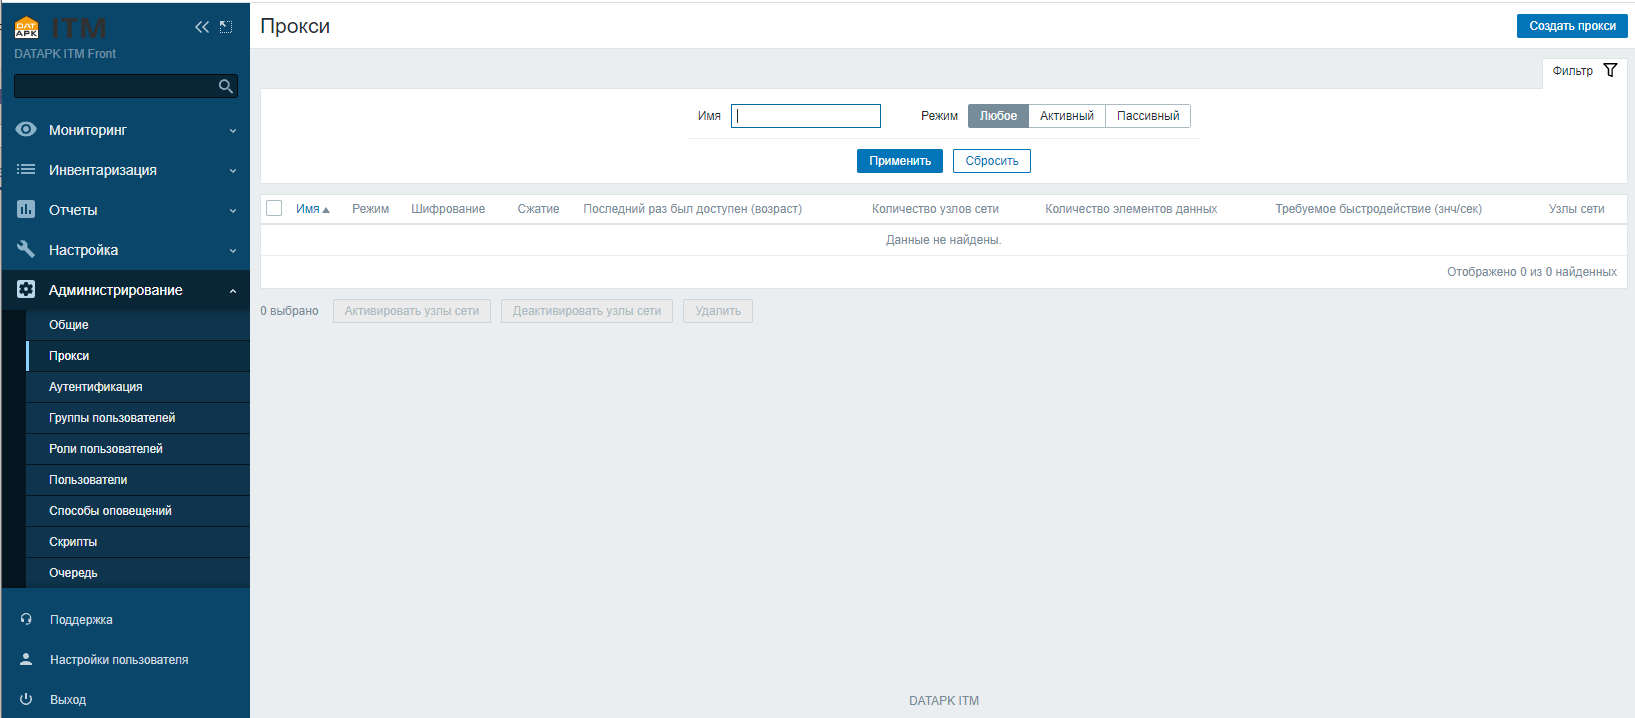 DATAPK ITM
DATAPK ITM Front
Мониторинг
Инвентаризация
Отчеты
Настройка
Администрирование
Общие
Прокси
Аутентификация
Группы пользователей
Роли пользователей
Пользователи
Способы оповещений
Скрипты
Очередь
Поддержка
Настройки пользователя
Выход
Прокси Создать прокси
Фильтр
Имя Режим Любое Активный Пассивный
Применить Сбросить
Имя Режим Шифрование Сжатие Последний раз был доступен (возраст) Количество узлов сети Количество элементов данных Требуемое быстродействие (знч/сек) Узлы сети
Данные не найдены.
Отображено 0 из 0 найденных
0 выбрано Активировать узлы сети Деактивировать узлы сети Удалить
DATAPK ITM